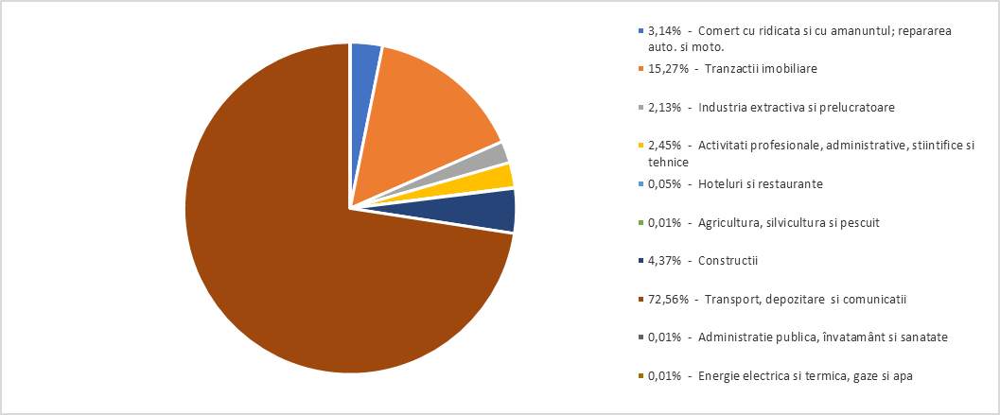 3,14% - Comert cu ridicata si cu amanuntul; repararea
auto. si moto.
15,27% - Tranzactii imobiliare
2,13% - Industria extractiva si prelucratoare
2,45% - Activitati profesionale, administrative, stiintifice si
tehnice
0,05% - Hoteluri si restaurante
0,01% - Agricultura, silvicultura si pescuit
4,37% - Constructii
72,56% - Transport, depozitare si comunicatii
0,01% - Administratie publica, învatamânt si sanatate
0,01% - Energie electrica si termica, gaze si apa